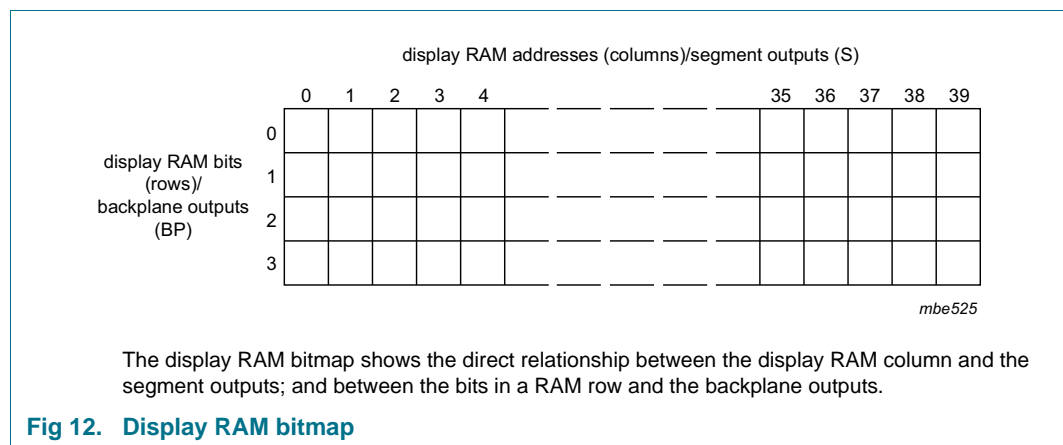 display RAM addresses (columns)/segment outputs (S)
0 1 2 3 4 35 36 37 38 39
0
display RAM bits
(rows)/
backplane outputs
(BP)
1
2
3
mbe525
The display RAM bitmap shows the direct relationship between the display RAM column and the
segment outputs; and between the bits in a RAM row and the backplane outputs.
Fig 12. Display RAM bitmap